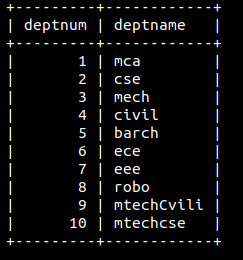 +---------+------------+
| deptnum | deptname   |
+---------+------------+
|       1 | mca        |
|       2 | cse        |
|       3 | mech       |
|       4 | civil      |
|       5 | barch      |
|       6 | ece        |
|       7 | eee        |
|       8 | robo       |
|       9 | mtechCvili |
|      10 | mtechcse   |
+---------+------------+